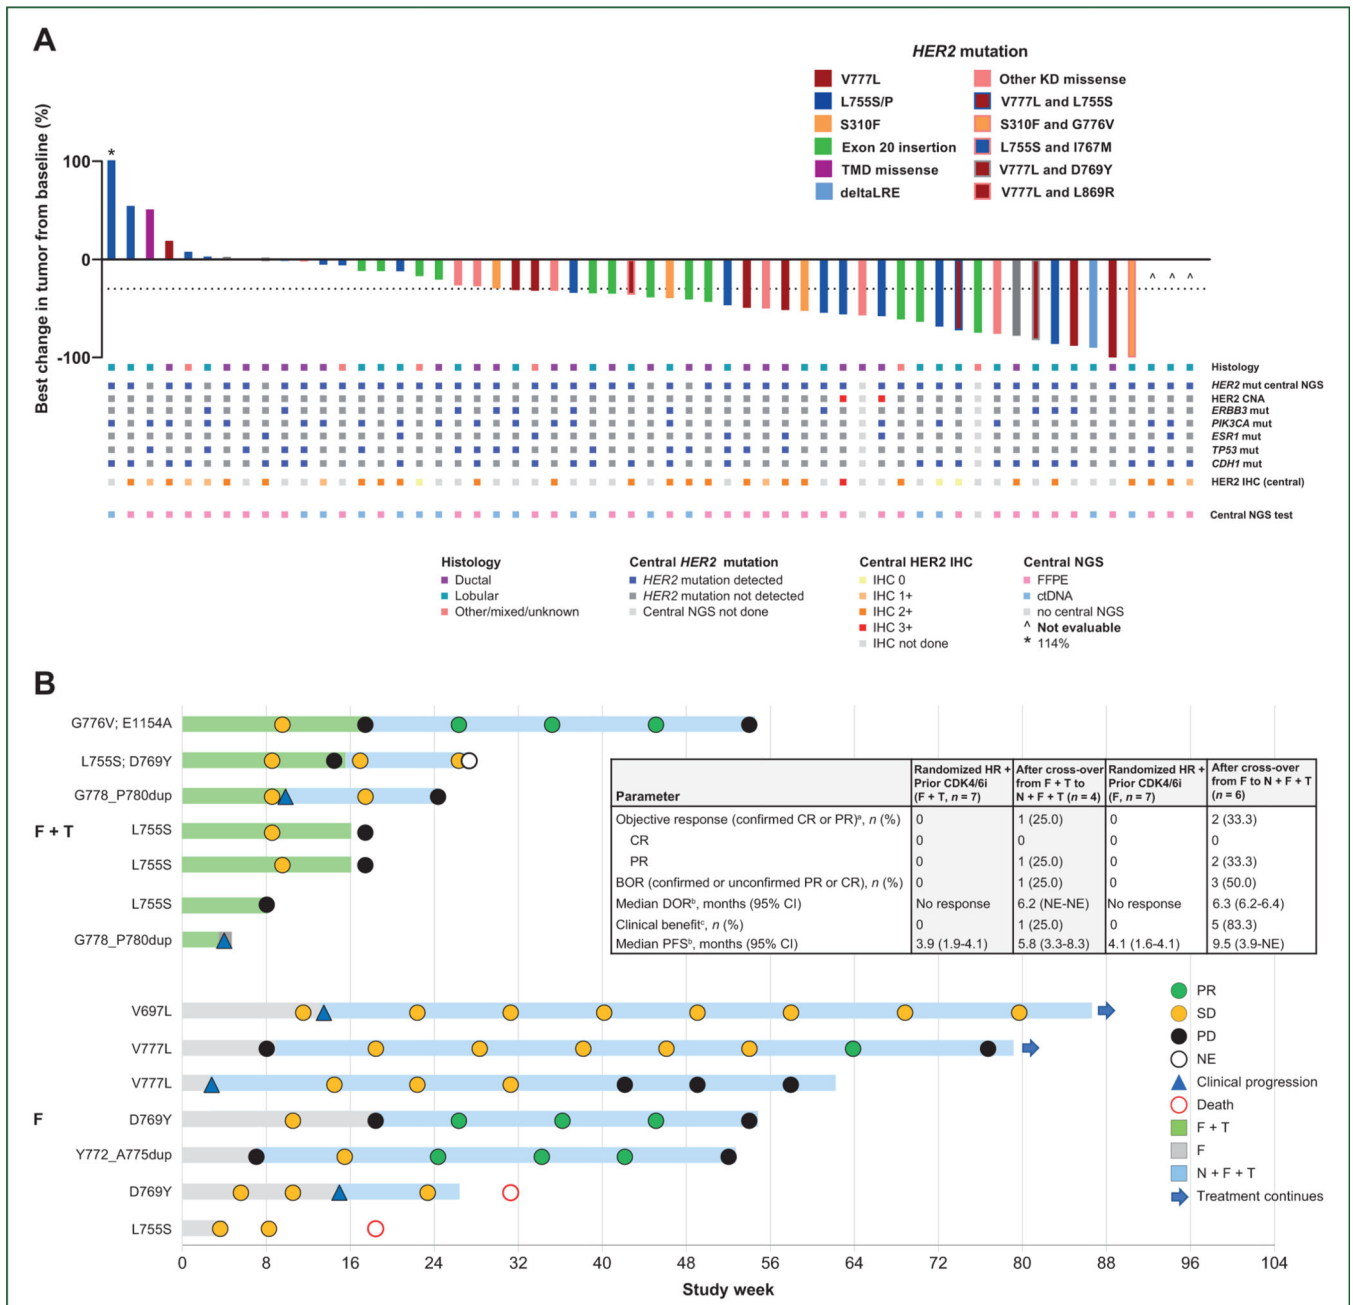 A
HER2 mutation
V777L
Other KD missense
L755S/P
V777L and L755S
S310F
S310F and G776V
Exon 20 insertion
L755S and I767M
TMD missense
V777L and D769Y
deltaLRE
V777L and L869R
Best change in tumor from baseline (%)
100
0
-100
*
^ ^ ^
Histology
HER2 mut central NGS
HER2 CNA
ERBB3 mut
PIK3CA mut
ESR1 mut
TP53 mut
CDH1 mut
HER2 IHC (central)
Central NGS test
Histology
Ductal
Lobular
Other/mixed/unknown
Central HER2 mutation
HER2 mutation detected
HER2 mutation not detected
Central NGS not done
Central HER2 IHC
IHC 0
IHC 1+
IHC 2+
IHC 3+
IHC not done
Central NGS
FFPE
ctDNA
no central NGS
^ Not evaluable
* 114%
B
F + T
G776V; E1154A
L755S; D769Y
G778_P780dup
L755S
L755S
L755S
G778_P780dup
F
V697L
V777L
V777L
D769Y
Y772_A775dup
D769Y
L755S
Parameter
Randomized HR +
Prior CDK4/6i
(F + T, n = 7)
After cross-over
from F + T to
N + F + T (n = 4)
Randomized HR +
Prior CDK4/6i
(F, n = 7)
After cross-over
from F to N + F + T
(n = 6)
Objective response (confirmed CR or PR)ᵃ, n (%) 0 1 (25.0) 0 2 (33.3)
CR 0 0 0 0
PR 0 1 (25.0) 0 2 (33.3)
BOR (confirmed or unconfirmed PR or CR), n (%) 0 1 (25.0) 0 3 (50.0)
Median DORᵇ, months (95% CI) No response 6.2 (NE-NE) No response 6.3 (6.2-6.4)
Clinical benefitᶜ, n (%) 0 1 (25.0) 0 5 (83.3)
Median PFSᵇ, months (95% CI) 3.9 (1.9-4.1) 5.8 (3.3-8.3) 4.1 (1.6-4.1) 9.5 (3.9-NE)
PR
SD
PD
NE
Clinical progression
Death
F + T
F
N + F + T
Treatment continues
0 8 16 24 32 40 48 56 64 72 80 88 96 104
Study week